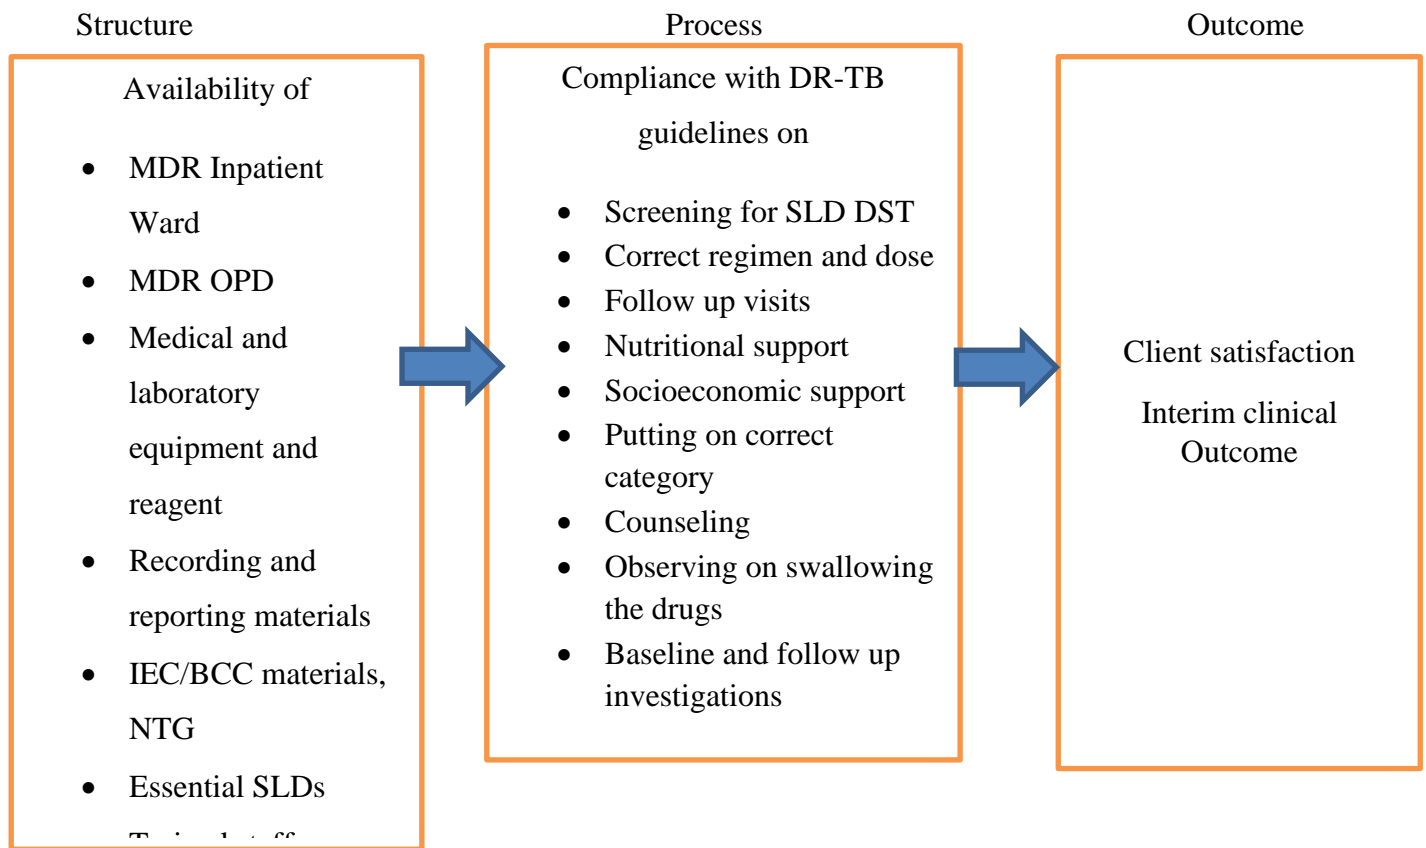 Structure
Availability of
• MDR Inpatient
Ward
• MDR OPD
• Medical and
laboratory
equipment and
reagent
• Recording and
reporting materials
• IEC/BCC materials,
NTG
• Essential SLDs
Process
Compliance with DR-TB
guidelines on
• Screening for SLD DST
• Correct regimen and dose
• Follow up visits
• Nutritional support
• Socioeconomic support
• Putting on correct
category
• Counseling
• Observing on swallowing
the drugs
• Baseline and follow up
investigations
Outcome
Client satisfaction
Interim clinical
Outcome